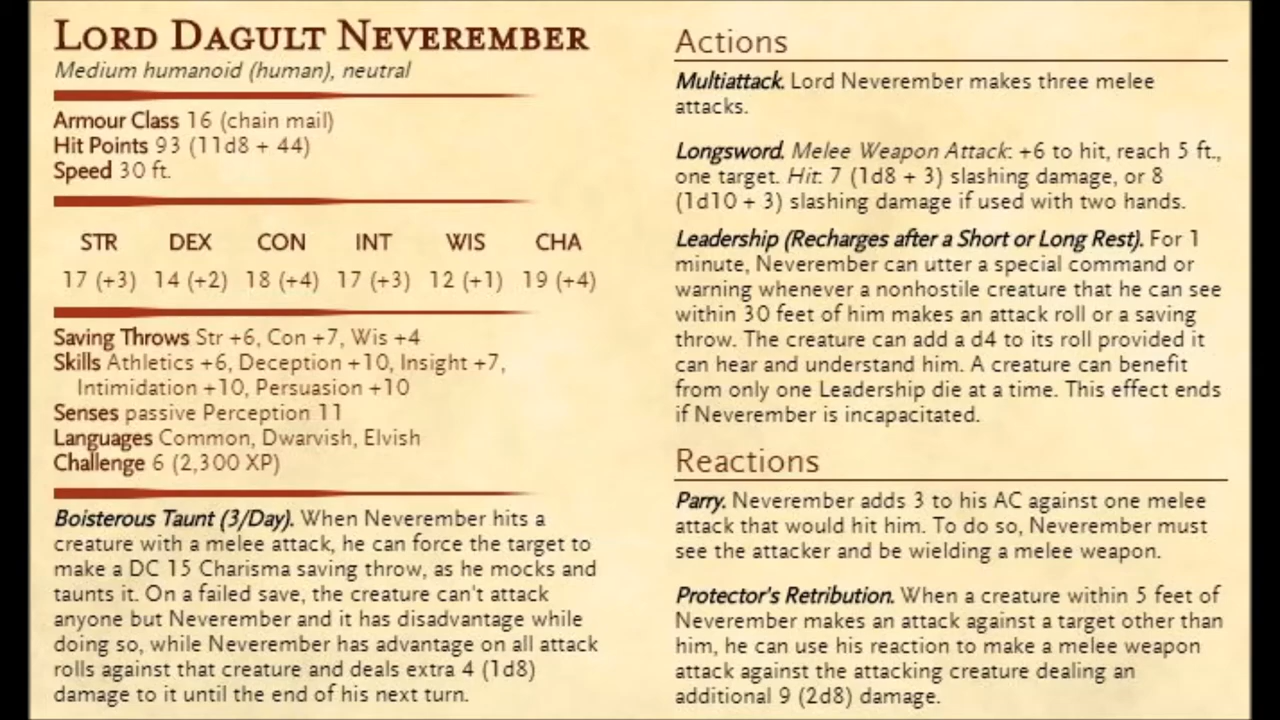 LORD DAGULT NEVEREMBER
Medium humanoid (human), neutral
Armour Class 16 (chain mail)
Hit Points 93 (11d8 + 44)
Speed 30 ft.
STR DEX CON INT WIS CHA
17 (+3) 14 (+2) 18 (+4) 17 (+3) 12 (+1) 19 (+4)
Saving Throws Str +6, Con +7, Wis +4
Skills Athletics +6, Deception +10, Insight +7,
Intimidation +10, Persuasion +10
Senses passive Perception 11
Languages Common, Dwarvish, Elvish
Challenge 6 (2,300 XP)
Boisterous Taunt (3/Day). When Neverember hits a
creature with a melee attack, he can force the target to
make a DC 15 Charisma saving throw, as he mocks and
taunts it. On a failed save, the creature can't attack
anyone but Neverember and it has disadvantage while
doing so, while Neverember has advantage on all attack
rolls against that creature and deals extra 4 (1d8)
damage to it until the end of his next turn.
Actions
Multiattack. Lord Neverember makes three melee
attacks.
Longsword. Melee Weapon Attack: +6 to hit, reach 5 ft.,
one target. Hit: 7 (1d8 + 3) slashing damage, or 8
(1d10 + 3) slashing damage if used with two hands.
Leadership (Recharges after a Short or Long Rest). For 1
minute, Neverember can utter a special command or
warning whenever a nonhostile creature that he can see
within 30 feet of him makes an attack roll or a saving
throw. The creature can add a d4 to its roll provided it
can hear and understand him. A creature can benefit
from only one Leadership die at a time. This effect ends
if Neverember is incapacitated.
Reactions
Parry. Neverember adds 3 to his AC against one melee
attack that would hit him. To do so, Neverember must
see the attacker and be wielding a melee weapon.
Protector's Retribution. When a creature within 5 feet of
Neverember makes an attack against a target other than
him, he can use his reaction to make a melee weapon
attack against the attacking creature dealing an
additional 9 (2d8) damage.